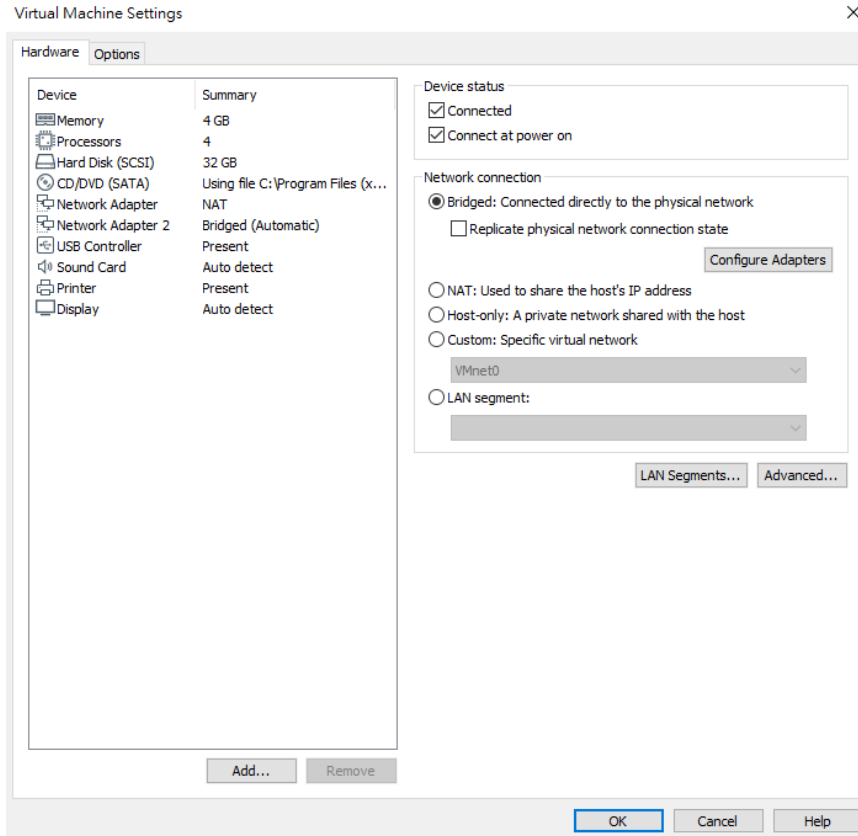 Virtual Machine Settings
Hardware Options
Device Summary
Memory 4 GB
Processors 4
Hard Disk (SCSI) 32 GB
CD/DVD (SATA) Using file C:\Program Files (x...
Network Adapter NAT
Network Adapter 2 Bridged (Automatic)
USB Controller Present
Sound Card Auto detect
Printer Present
Display Auto detect
Add... Remove
Device status
Connected
Connect at power on
Network connection
Bridged: Connected directly to the physical network
Replicate physical network connection state
Configure Adapters
NAT: Used to share the host's IP address
Host-only: A private network shared with the host
Custom: Specific virtual network
VMnet0
LAN segment:
LAN Segments... Advanced...
OK Cancel Help